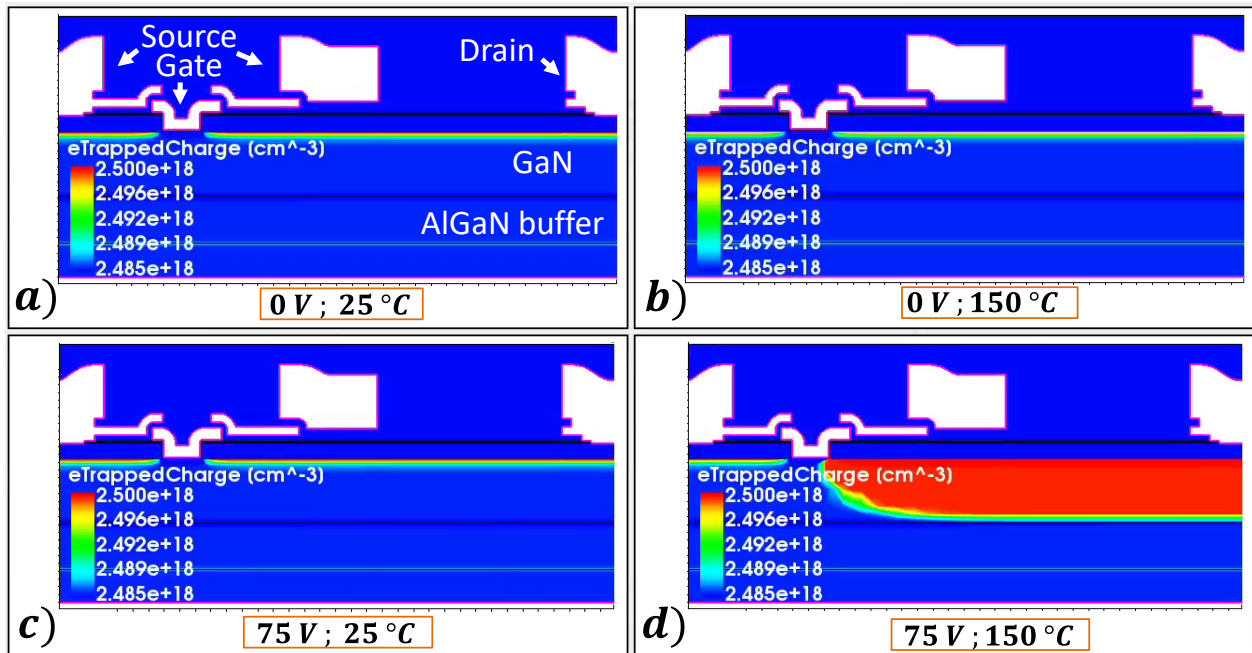 Source
Gate
Drain
eTrappedCharge (cm^-3)
2.500e+18
2.496e+18
2.492e+18
2.489e+18
2.485e+18
GaN
AlGaN buffer
a)
0 V ; 25 °C
eTrappedCharge (cm^-3)
2.500e+18
2.496e+18
2.492e+18
2.489e+18
2.485e+18
b)
0 V ; 150 °C
eTrappedCharge (cm^-3)
2.500e+18
2.496e+18
2.492e+18
2.489e+18
2.485e+18
c)
75 V ; 25 °C
eTrappedCharge (cm^-3)
2.500e+18
2.496e+18
2.492e+18
2.489e+18
2.485e+18
d)
75 V ; 150 °C